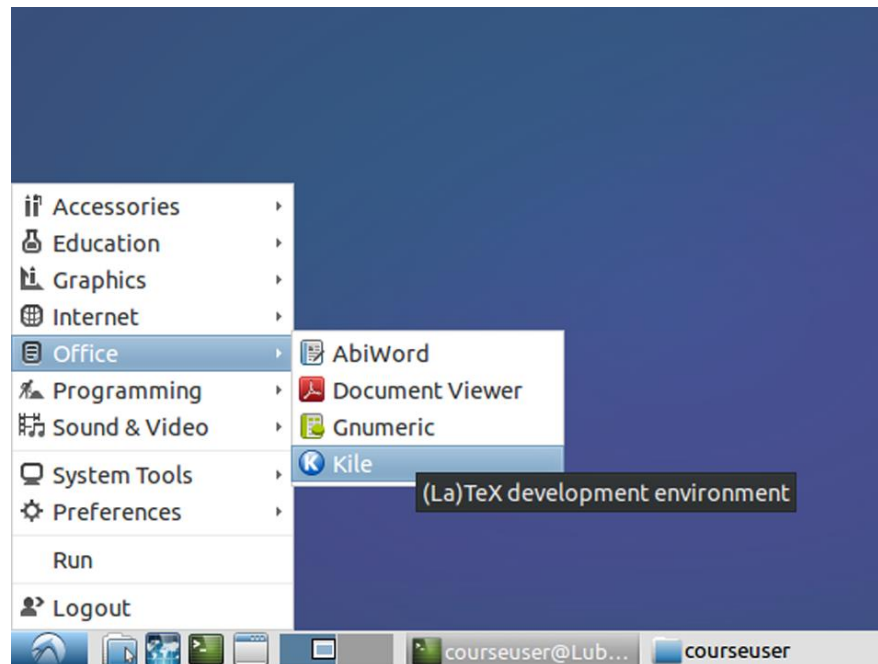 Accessories
Education
Graphics
Internet
Office
Programming
Sound & Video
System Tools
Preferences
Run
Logout
AbiWord
Document Viewer
Gnumeric
Kile
(La)TeX development environment
courseuser@Lub...
courseuser